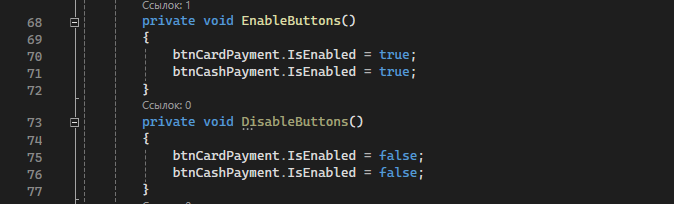 Ссылок: 1
68 private void EnableButtons()
69 {
70 btnCardPayment.IsEnabled = true;
71 btnCashPayment.IsEnabled = true;
72 }
Ссылок: 0
73 private void DisableButtons()
74 {
75 btnCardPayment.IsEnabled = false;
76 btnCashPayment.IsEnabled = false;
77 }